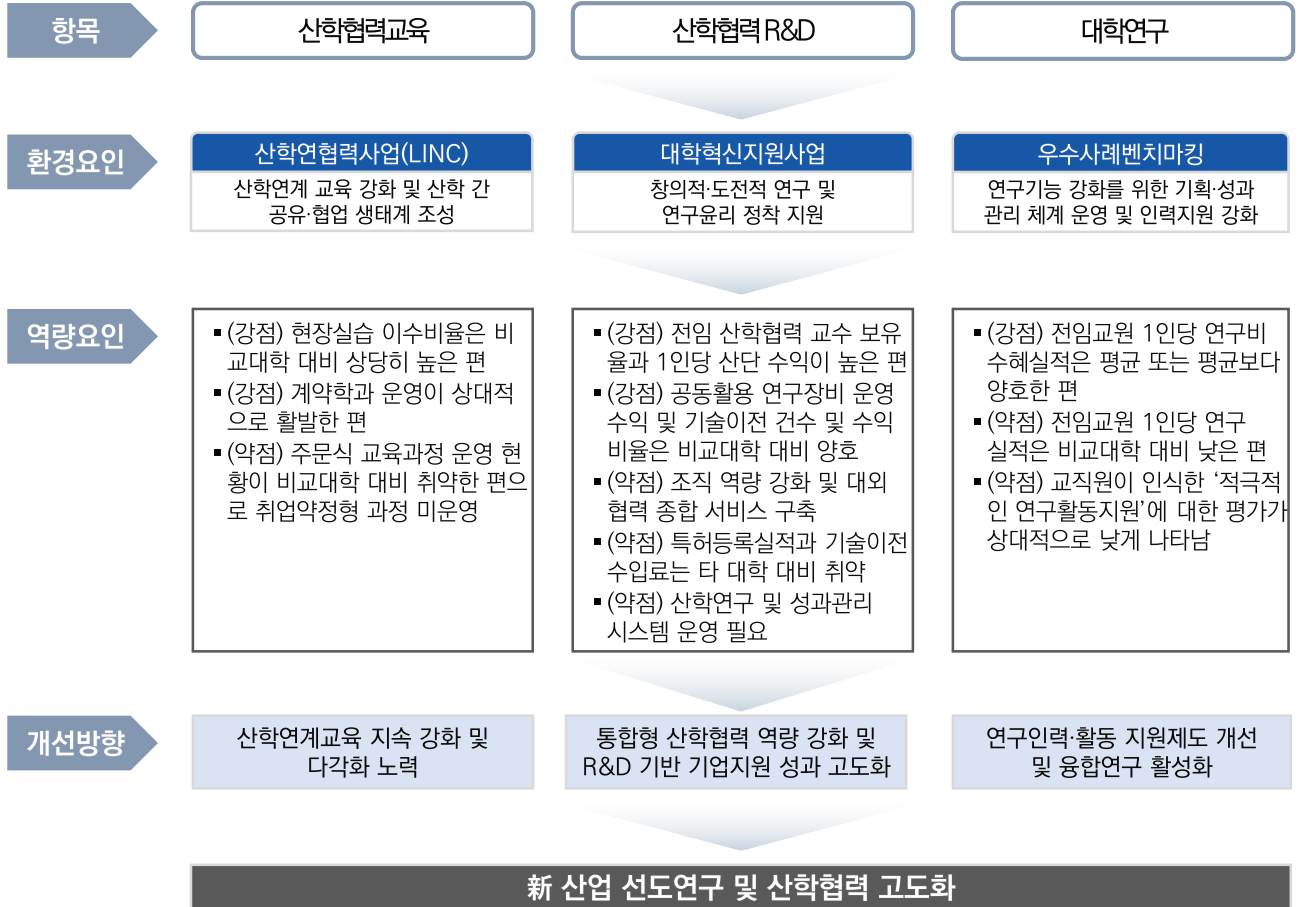 항목
산학협력교육
산학협력 R&D
대학연구
환경요인
산학연협력사업(LINC)
산학연계 교육 강화 및 산학 간
공유·협업 생태계 조성
대학혁신지원사업
창의적·도전적 연구 및
연구윤리 정착 지원
우수사례벤치마킹
연구기능 강화를 위한 기획·성과
관리 체계 운영 및 인력지원 강화
역량요인
▪ (강점) 현장실습 이수비율은 비
교대학 대비 상당히 높은 편
▪ (강점) 계약학과 운영이 상대적
으로 활발한 편
▪ (약점) 주문식 교육과정 운영 현
황이 비교대학 대비 취약한 편으
로 취업약정형 과정 미운영
▪ (강점) 전임 산학협력 교수 보유
율과 1인당 산단 수익이 높은 편
▪ (강점) 공동활용 연구장비 운영
수익 및 기술이전 건수 및 수익
비율은 비교대학 대비 양호
▪ (약점) 조직 역량 강화 및 대외
협력 종합 서비스 구축
▪ (약점) 특허등록실적과 기술이전
수입료는 타 대학 대비 취약
▪ (약점) 산학연구 및 성과관리
시스템 운영 필요
▪ (강점) 전임교원 1인당 연구비
수혜실적은 평균 또는 평균보다
양호한 편
▪ (약점) 전임교원 1인당 연구
실적은 비교대학 대비 낮은 편
▪ (약점) 교직원이 인식한 ‘적극적
인 연구활동지원’에 대한 평가가
상대적으로 낮게 나타남
개선방향
산학연계교육 지속 강화 및
다각화 노력
통합형 산학협력 역량 강화 및
R&D 기반 기업지원 성과 고도화
연구인력·활동 지원제도 개선
및 융합연구 활성화
新 산업 선도연구 및 산학협력 고도화